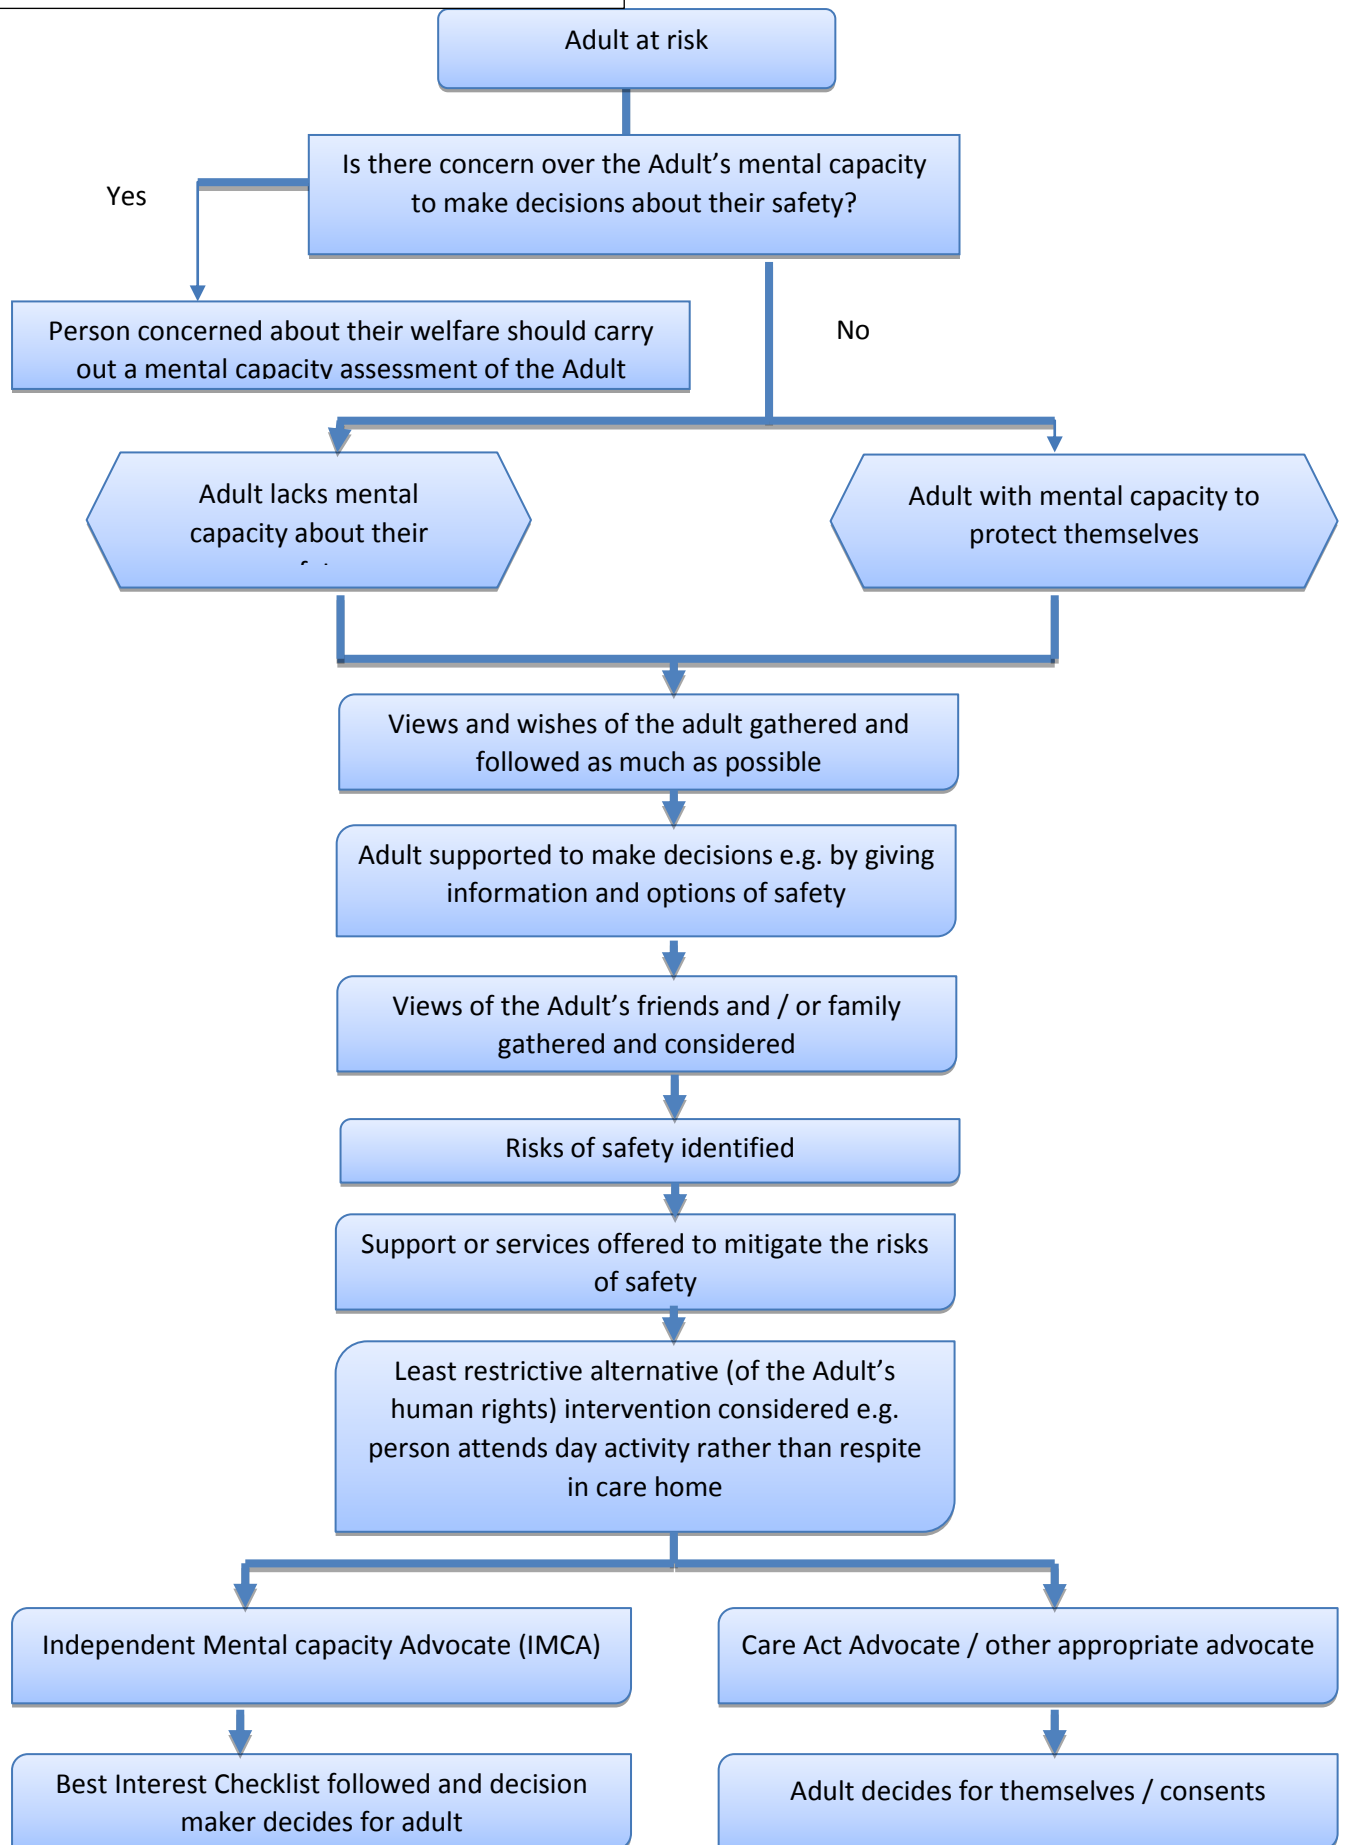 Adult at risk
Is there concern over the Adult's mental capacity
to make decisions about their safety?
Yes
Person concerned about their welfare should carry
out a mental capacity assessment of the Adult
No
Adult lacks mental
capacity about their
Adult with mental capacity to
protect themselves
Views and wishes of the adult gathered and
followed as much as possible
Adult supported to make decisions e.g. by giving
information and options of safety
Views of the Adult's friends and / or family
gathered and considered
Risks of safety identified
Support or services offered to mitigate the risks
of safety
Least restrictive alternative (of the Adult's
human rights) intervention considered e.g.
person attends day activity rather than respite
in care home
Independent Mental capacity Advocate (IMCA)
Care Act Advocate / other appropriate advocate
Best Interest Checklist followed and decision
maker decides for adult
Adult decides for themselves / consents